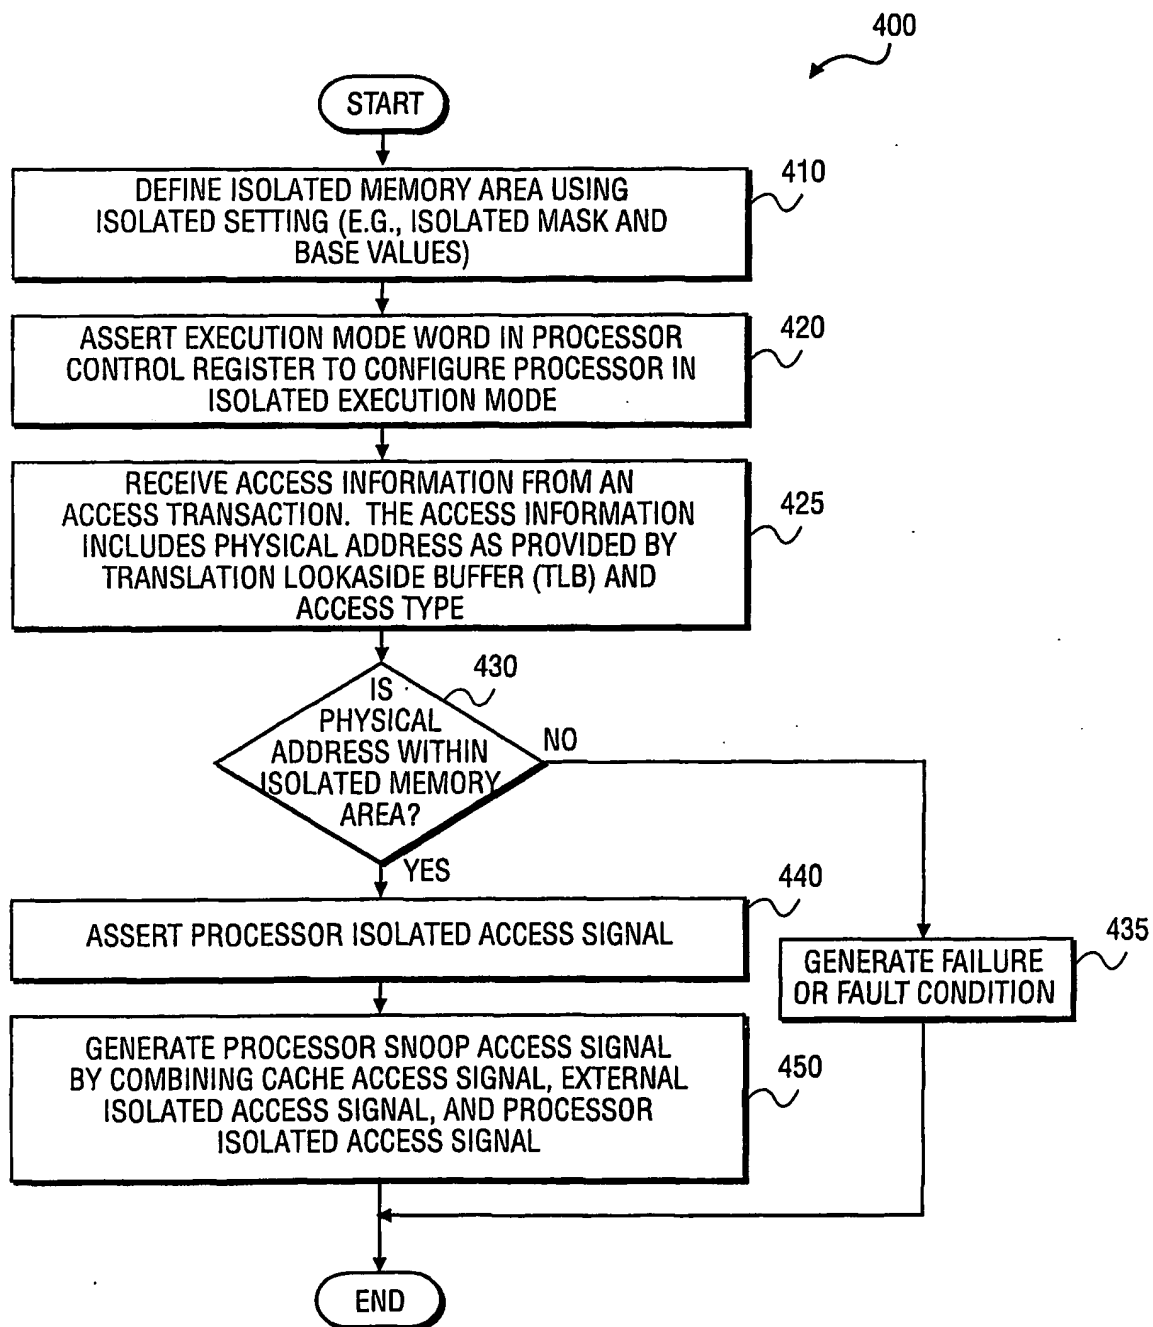 400
START
DEFINE ISOLATED MEMORY AREA USING
ISOLATED SETTING (E.G., ISOLATED MASK AND
BASE VALUES)
410
ASSERT EXECUTION MODE WORD IN PROCESSOR
CONTROL REGISTER TO CONFIGURE PROCESSOR IN
ISOLATED EXECUTION MODE
420
RECEIVE ACCESS INFORMATION FROM AN
ACCESS TRANSACTION. THE ACCESS INFORMATION
INCLUDES PHYSICAL ADDRESS AS PROVIDED BY
TRANSLATION LOOKASIDE BUFFER (TLB) AND
ACCESS TYPE
425
430
IS
PHYSICAL
ADDRESS WITHIN
ISOLATED MEMORY
AREA?
NO
YES
440
ASSERT PROCESSOR ISOLATED ACCESS SIGNAL
435
GENERATE FAILURE
OR FAULT CONDITION
GENERATE PROCESSOR SNOOP ACCESS SIGNAL
BY COMBINING CACHE ACCESS SIGNAL, EXTERNAL
ISOLATED ACCESS SIGNAL, AND PROCESSOR
ISOLATED ACCESS SIGNAL
450
END